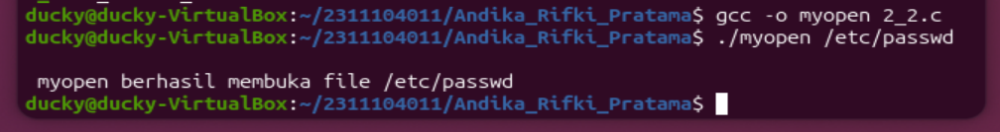 ducky@ducky-VirtualBox:~/2311104011/Andika_Rifki_Pratama$ gcc -o myopen 2_2.c
ducky@ducky-VirtualBox:~/2311104011/Andika_Rifki_Pratama$ ./myopen /etc/passwd
myopen berhasil membuka file /etc/passwd
ducky@ducky-VirtualBox:~/2311104011/Andika_Rifki_Pratama$